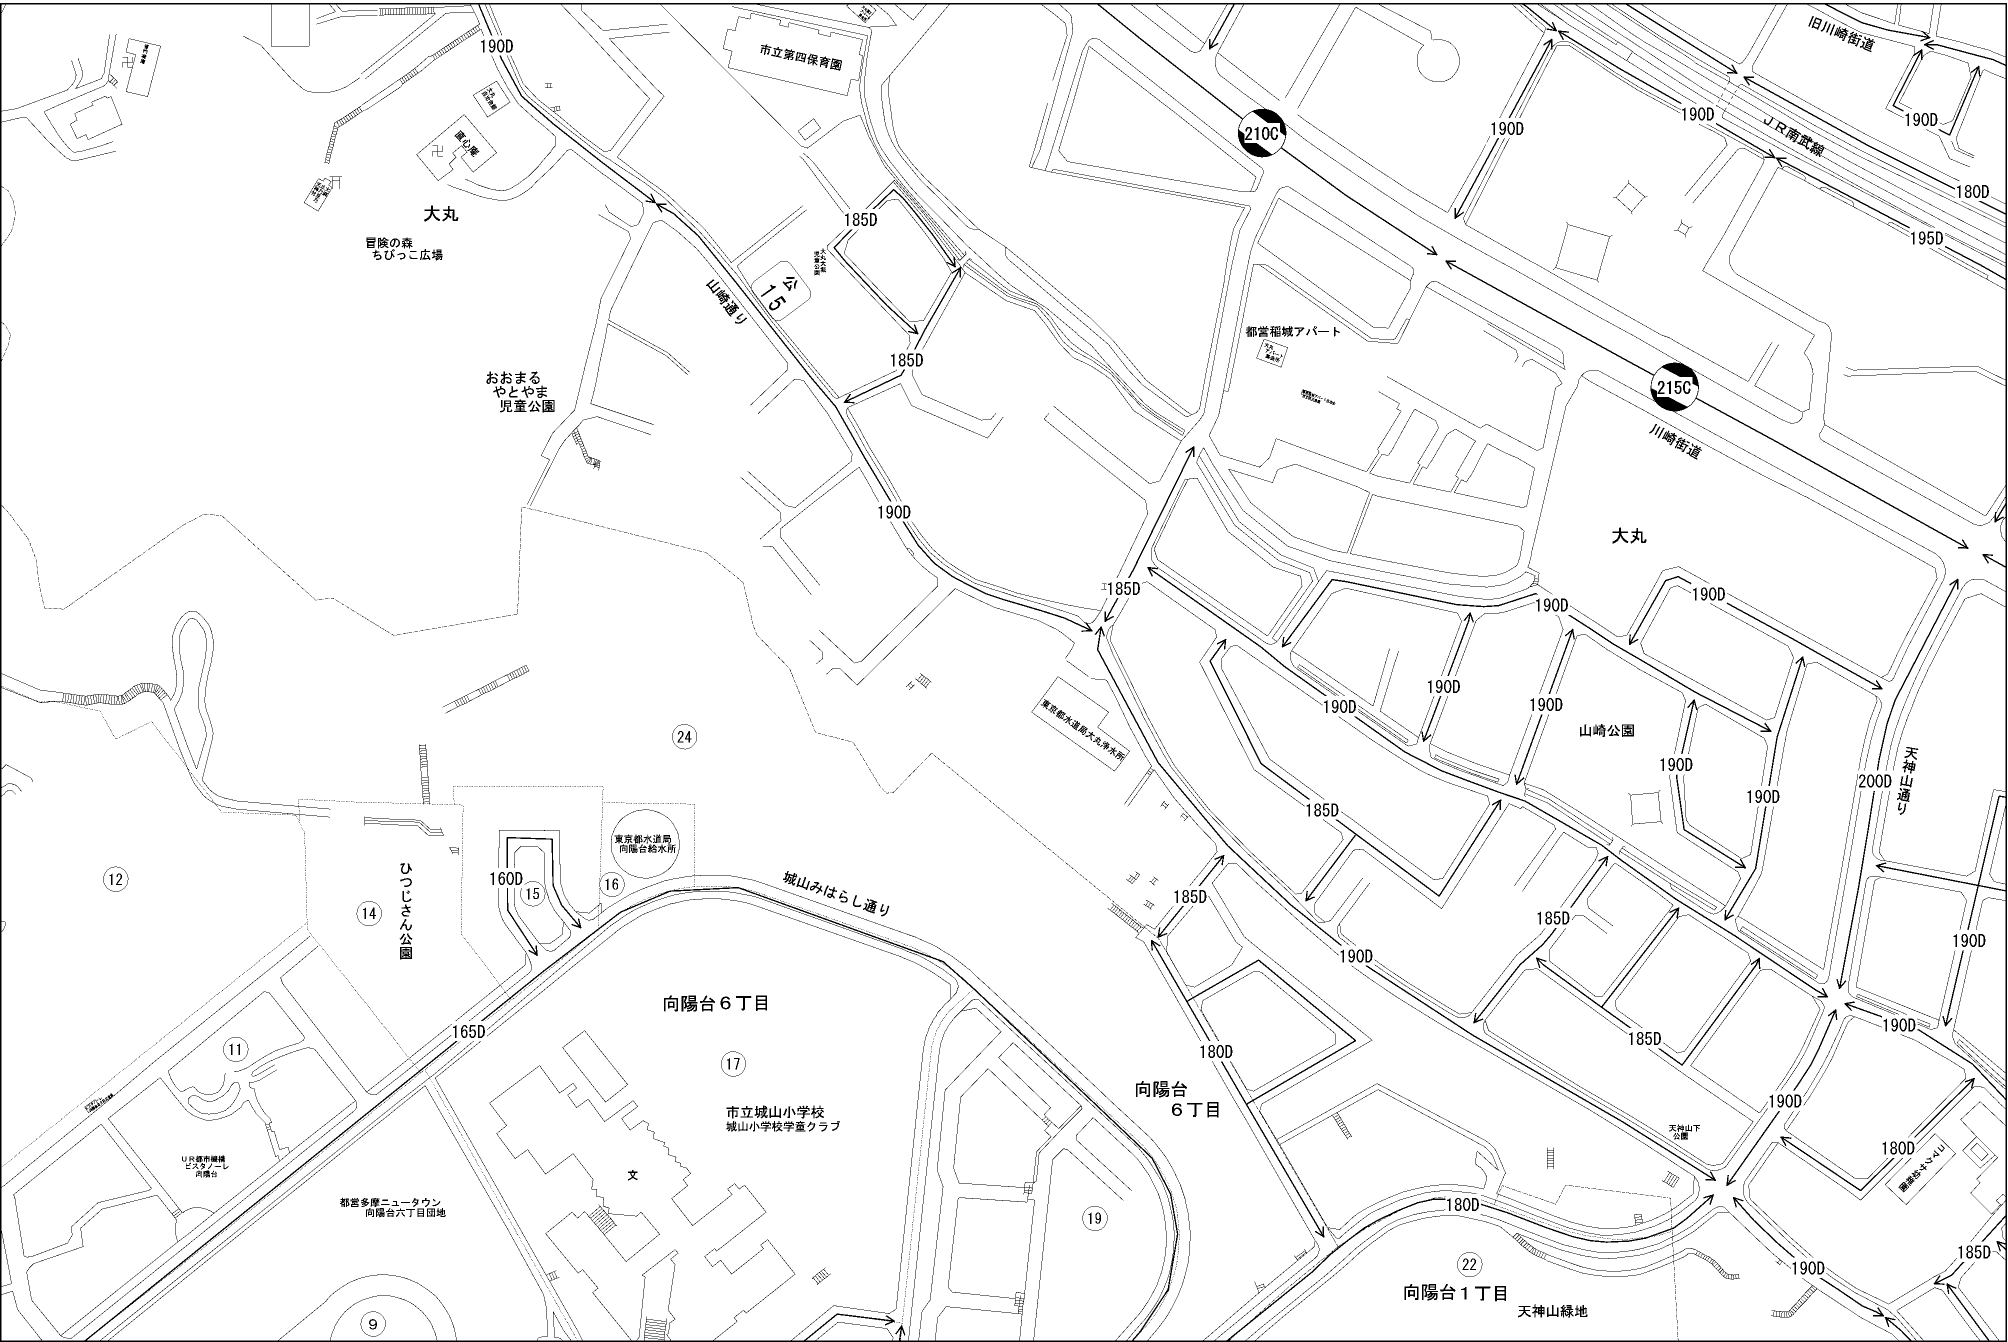 190D
市立第四保育園
旧川崎街道
210C
190D
190D
190D
JR南武線
180D
直心庵
大丸
冒険の森
ちびっこ広場
185D
195D
公
15
山崎通り
都営稲城アパート
185D
おおまる
やとやま
児童公園
215C
川崎街道
190D
大丸
185D
190D
190D
190D
190D
190D
山崎公園
24
東京都水道局大丸浄水所
190D
190D
200D
天神山通り
185D
東京都水道局
向陽台給水所
12
ひつじさん公園
160D
15
16
城山みはらし通り
14
185D
185D
190D
190D
向陽台6丁目
165D
190D
185D
11
17
180D
向陽台
6丁目
190D
市立城山小学校
城山小学校学童クラブ
天神山下
公園
180D
コマクサ幼稚園
UR都市機構
ビスタノーレ
向陽台
文
都営多摩ニュータウン
向陽台六丁目団地
19
180D
185D
22
190D
向陽台1丁目
天神山緑地
9